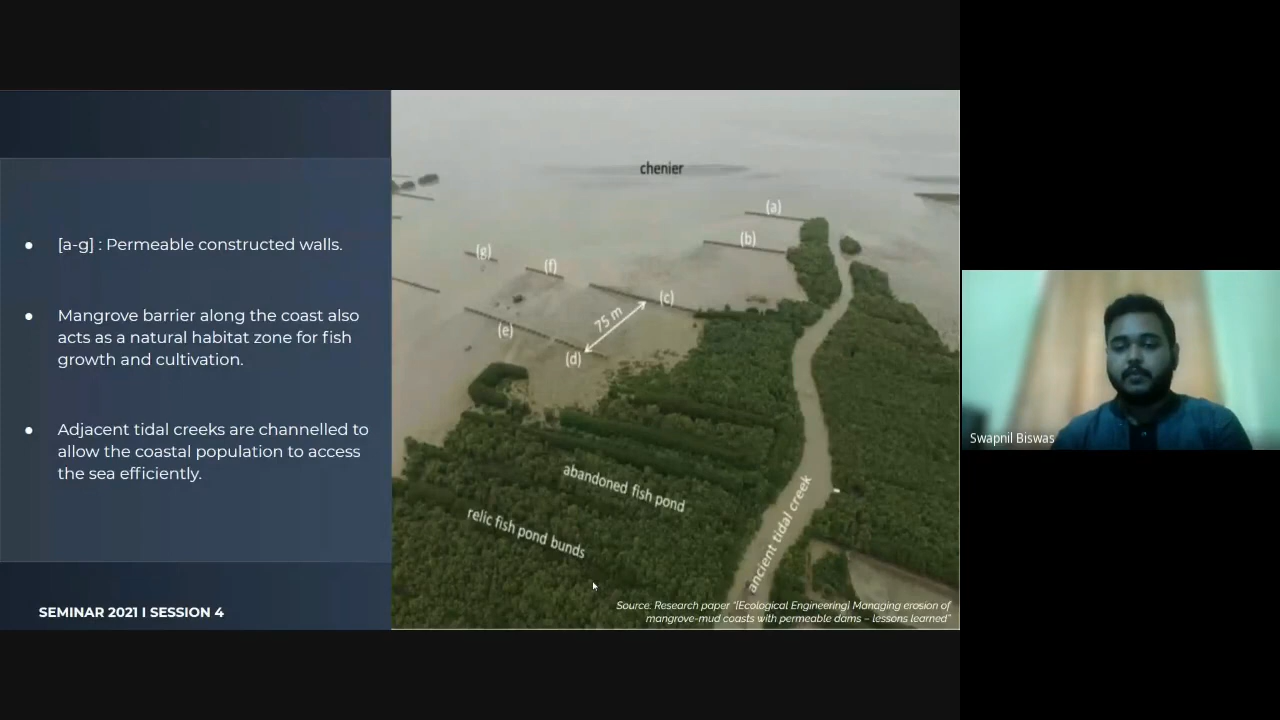 ● [a-g] : Permeable constructed walls.
● Mangrove barrier along the coast also
acts as a natural habitat zone for fish
growth and cultivation.
● Adjacent tidal creeks are channelled to
allow the coastal population to access
the sea efficiently.
SEMINAR 2021 I SESSION 4
chenier
(a)
(b)
(g)
(f)
(c)
75 m
(e)
(d)
abandoned fish pond
relic fish pond bunds
ancient tidal creek
Source: Research paper "[Ecological Engineering] Managing erosion of
mangrove-mud coasts with permeable dams – lessons learned"
Swapnil Biswas